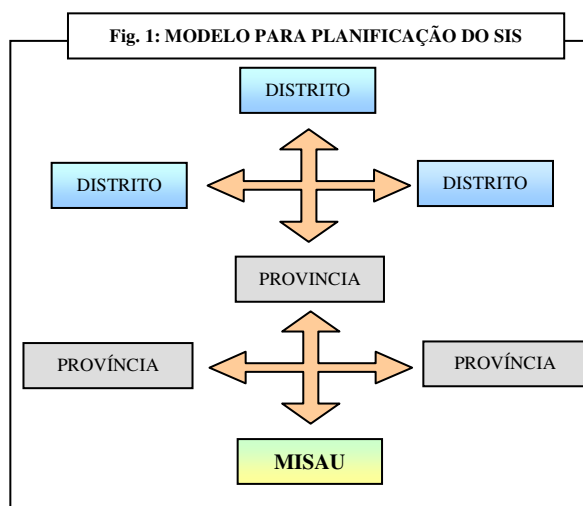 Fig. 1: MODELO PARA PLANIFICAÇÃO DO SIS
DISTRITO
DISTRITO
DISTRITO
PROVINCIA
PROVÍNCIA
PROVÍNCIA
MISAU